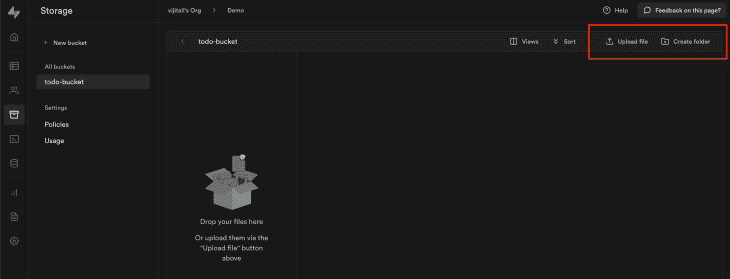 Storage
vijitall's Org > Demo
Help
Feedback on this page?
+ New bucket
All buckets
todo-bucket
Settings
Policies
Usage
< todo-bucket
Views
Sort
Upload file
Create folder
Drop your files here
Or upload them via the
"Upload file" button
above